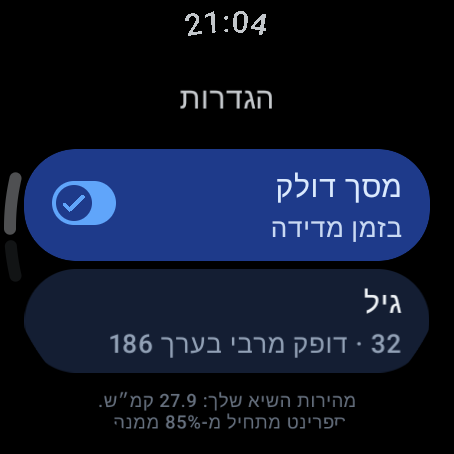 21:04
הגדרות
מסך דולק
בזמן מדידה
גיל
32 · דופק מרבי בערך 186
מהירות השיא שלך: 27.9 קמ״ש.
ספרינט מתחיל מ-85% ממנה